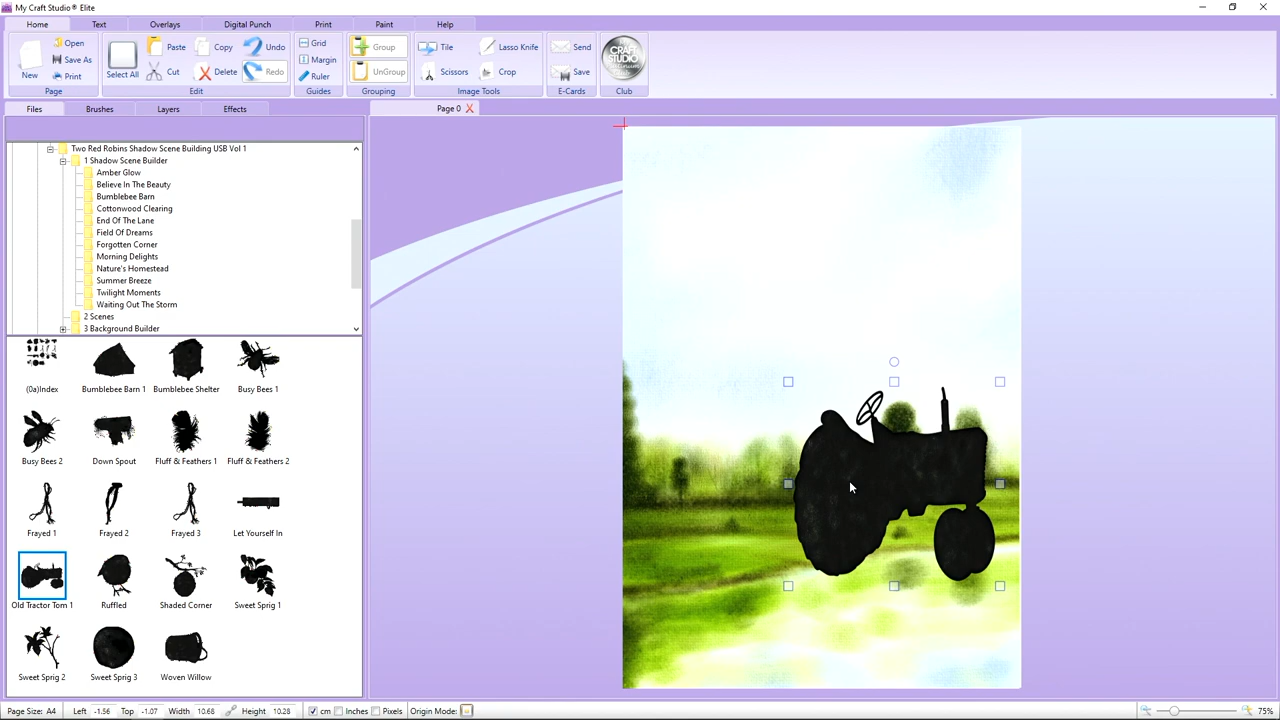 My Craft Studio® Elite
Home Text Overlays Digital Punch Print Paint Help
New Open Save As Print Select All Paste Copy Undo Cut Delete Redo Grid Margin Ruler Group UnGroup Tile Lasso Knife Scissors Crop Send Save
MY CRAFT STUDIO
Page Edit Guides Grouping Image Tools E-Cards Club
Files Brushes Layers Effects Page 0
Two Red Robins Shadow Scene Building USB Vol 1
1 Shadow Scene Builder
Amber Glow
Believe In The Beauty
Bumblebee Barn
Cottonwood Clearing
End Of The Lane
Field Of Dreams
Forgotten Corner
Morning Delights
Nature's Homestead
Summer Breeze
Twilight Moments
Waiting Out The Storm
2 Scenes
3 Background Builder
(0a)Index Bumblebee Barn 1 Bumblebee Shelter Busy Bees 1
Busy Bees 2 Down Spout Fluff & Feathers 1 Fluff & Feathers 2
Frayed 1 Frayed 2 Frayed 3 Let Yourself In
Old Tractor Tom 1 Ruffled Shaded Corner Sweet Sprig 1
Sweet Sprig 2 Sweet Sprig 3 Woven Willow
Page Size: A4 Left -1.56 Top -1.07 Width 10.68 Height 10.28 cm Inches Pixels Origin Mode: 75%